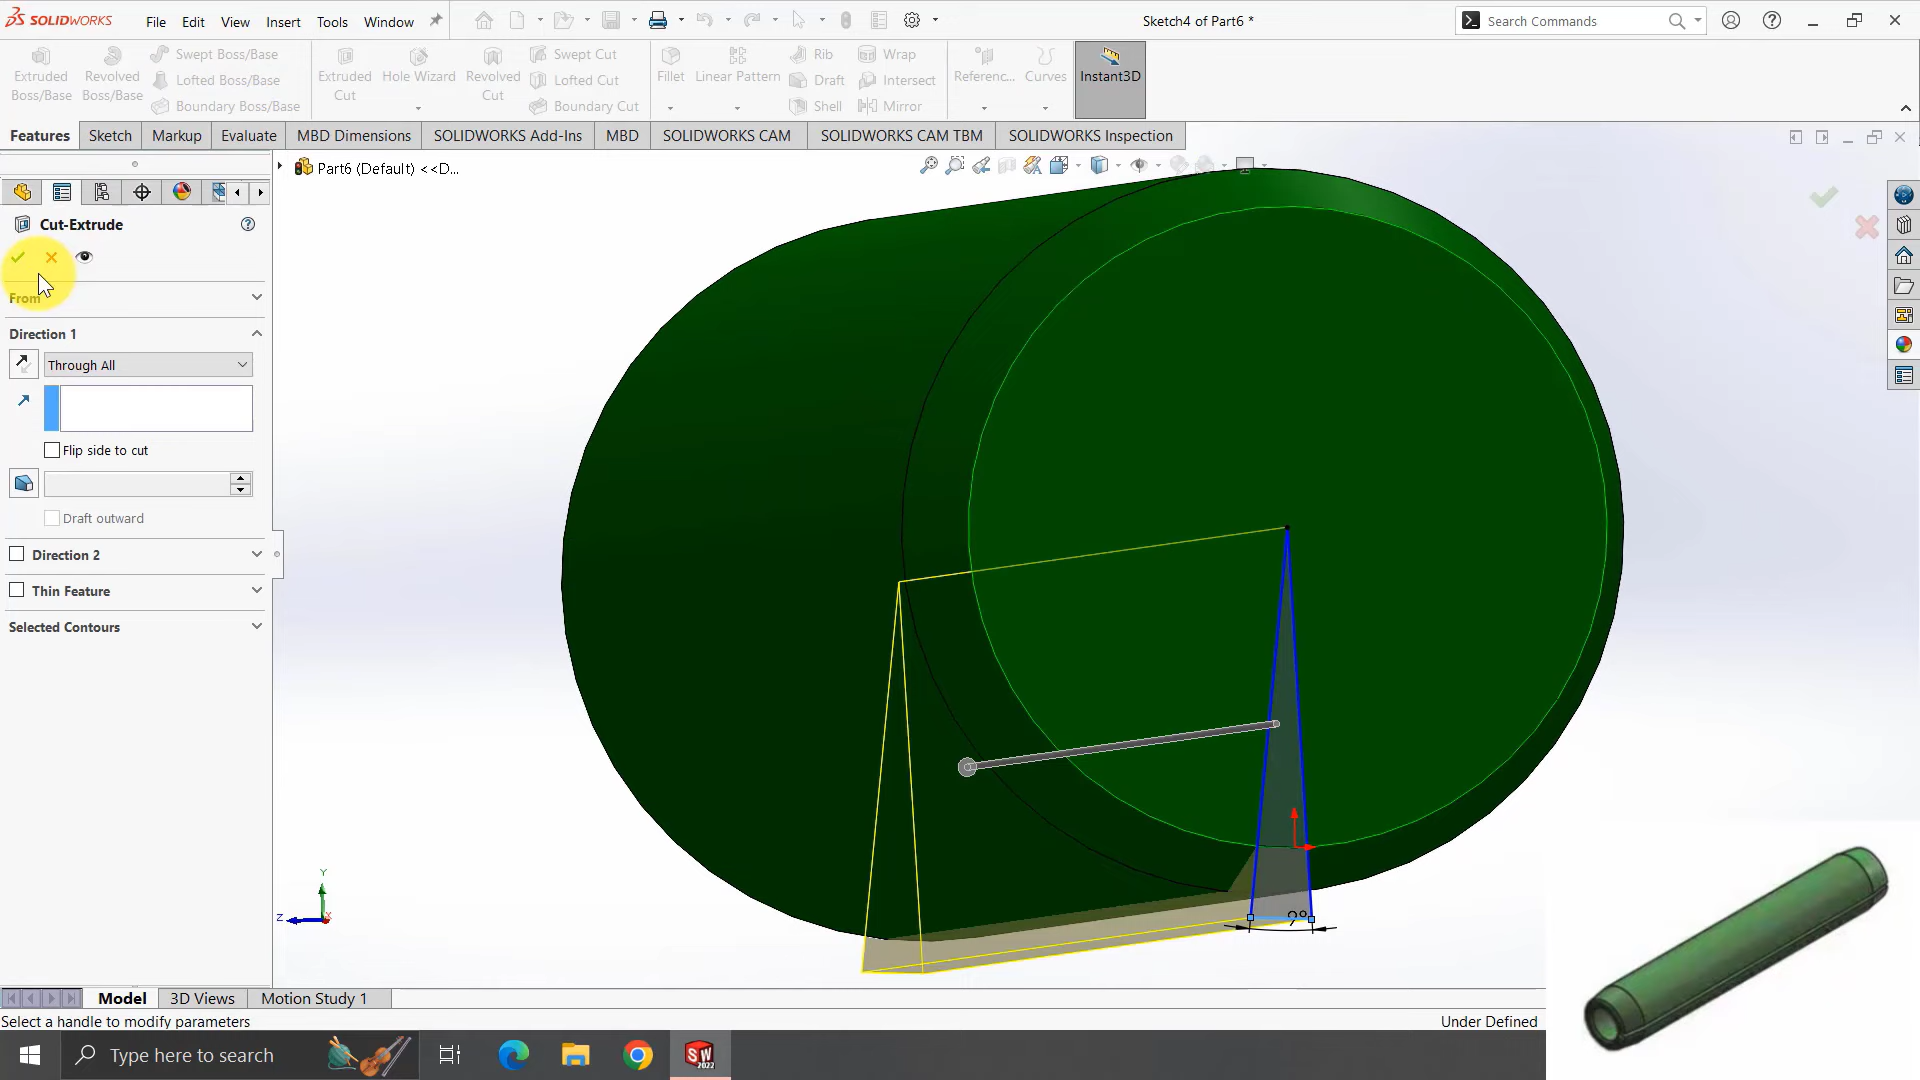 SOLIDWORKS File Edit View Insert Tools Window Sketch4 of Part6 * Search Commands
Extruded Boss/Base
Revolved Boss/Base
Swept Boss/Base
Lofted Boss/Base
Boundary Boss/Base
Extruded Cut
Hole Wizard
Revolved Cut
Swept Cut
Lofted Cut
Boundary Cut
Fillet
Linear Pattern
Rib
Draft
Shell
Wrap
Intersect
Mirror
Referenc...
Curves
Instant3D
Features Sketch Markup Evaluate MBD Dimensions SOLIDWORKS Add-Ins MBD SOLIDWORKS CAM SOLIDWORKS CAM TBM SOLIDWORKS Inspection
Part6 (Default) <<D...
Cut-Extrude
From
Direction 1
Through All
Flip side to cut
Draft outward
Direction 2
Thin Feature
Selected Contours
Y
Z
X
Model 3D Views Motion Study 1
Select a handle to modify parameters Under Defined
Type here to search
SW
2022